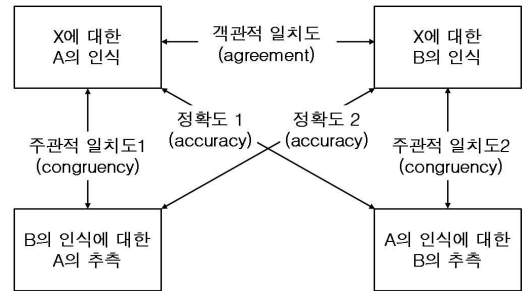 X에 대한
A의 인식
객관적 일치도
(agreement)
X에 대한
B의 인식
정확도 1
(accuracy)
정확도 2
(accuracy)
주관적 일치도1
(congruency)
주관적 일치도2
(congruency)
B의 인식에 대한
A의 추측
A의 인식에 대한
B의 추측